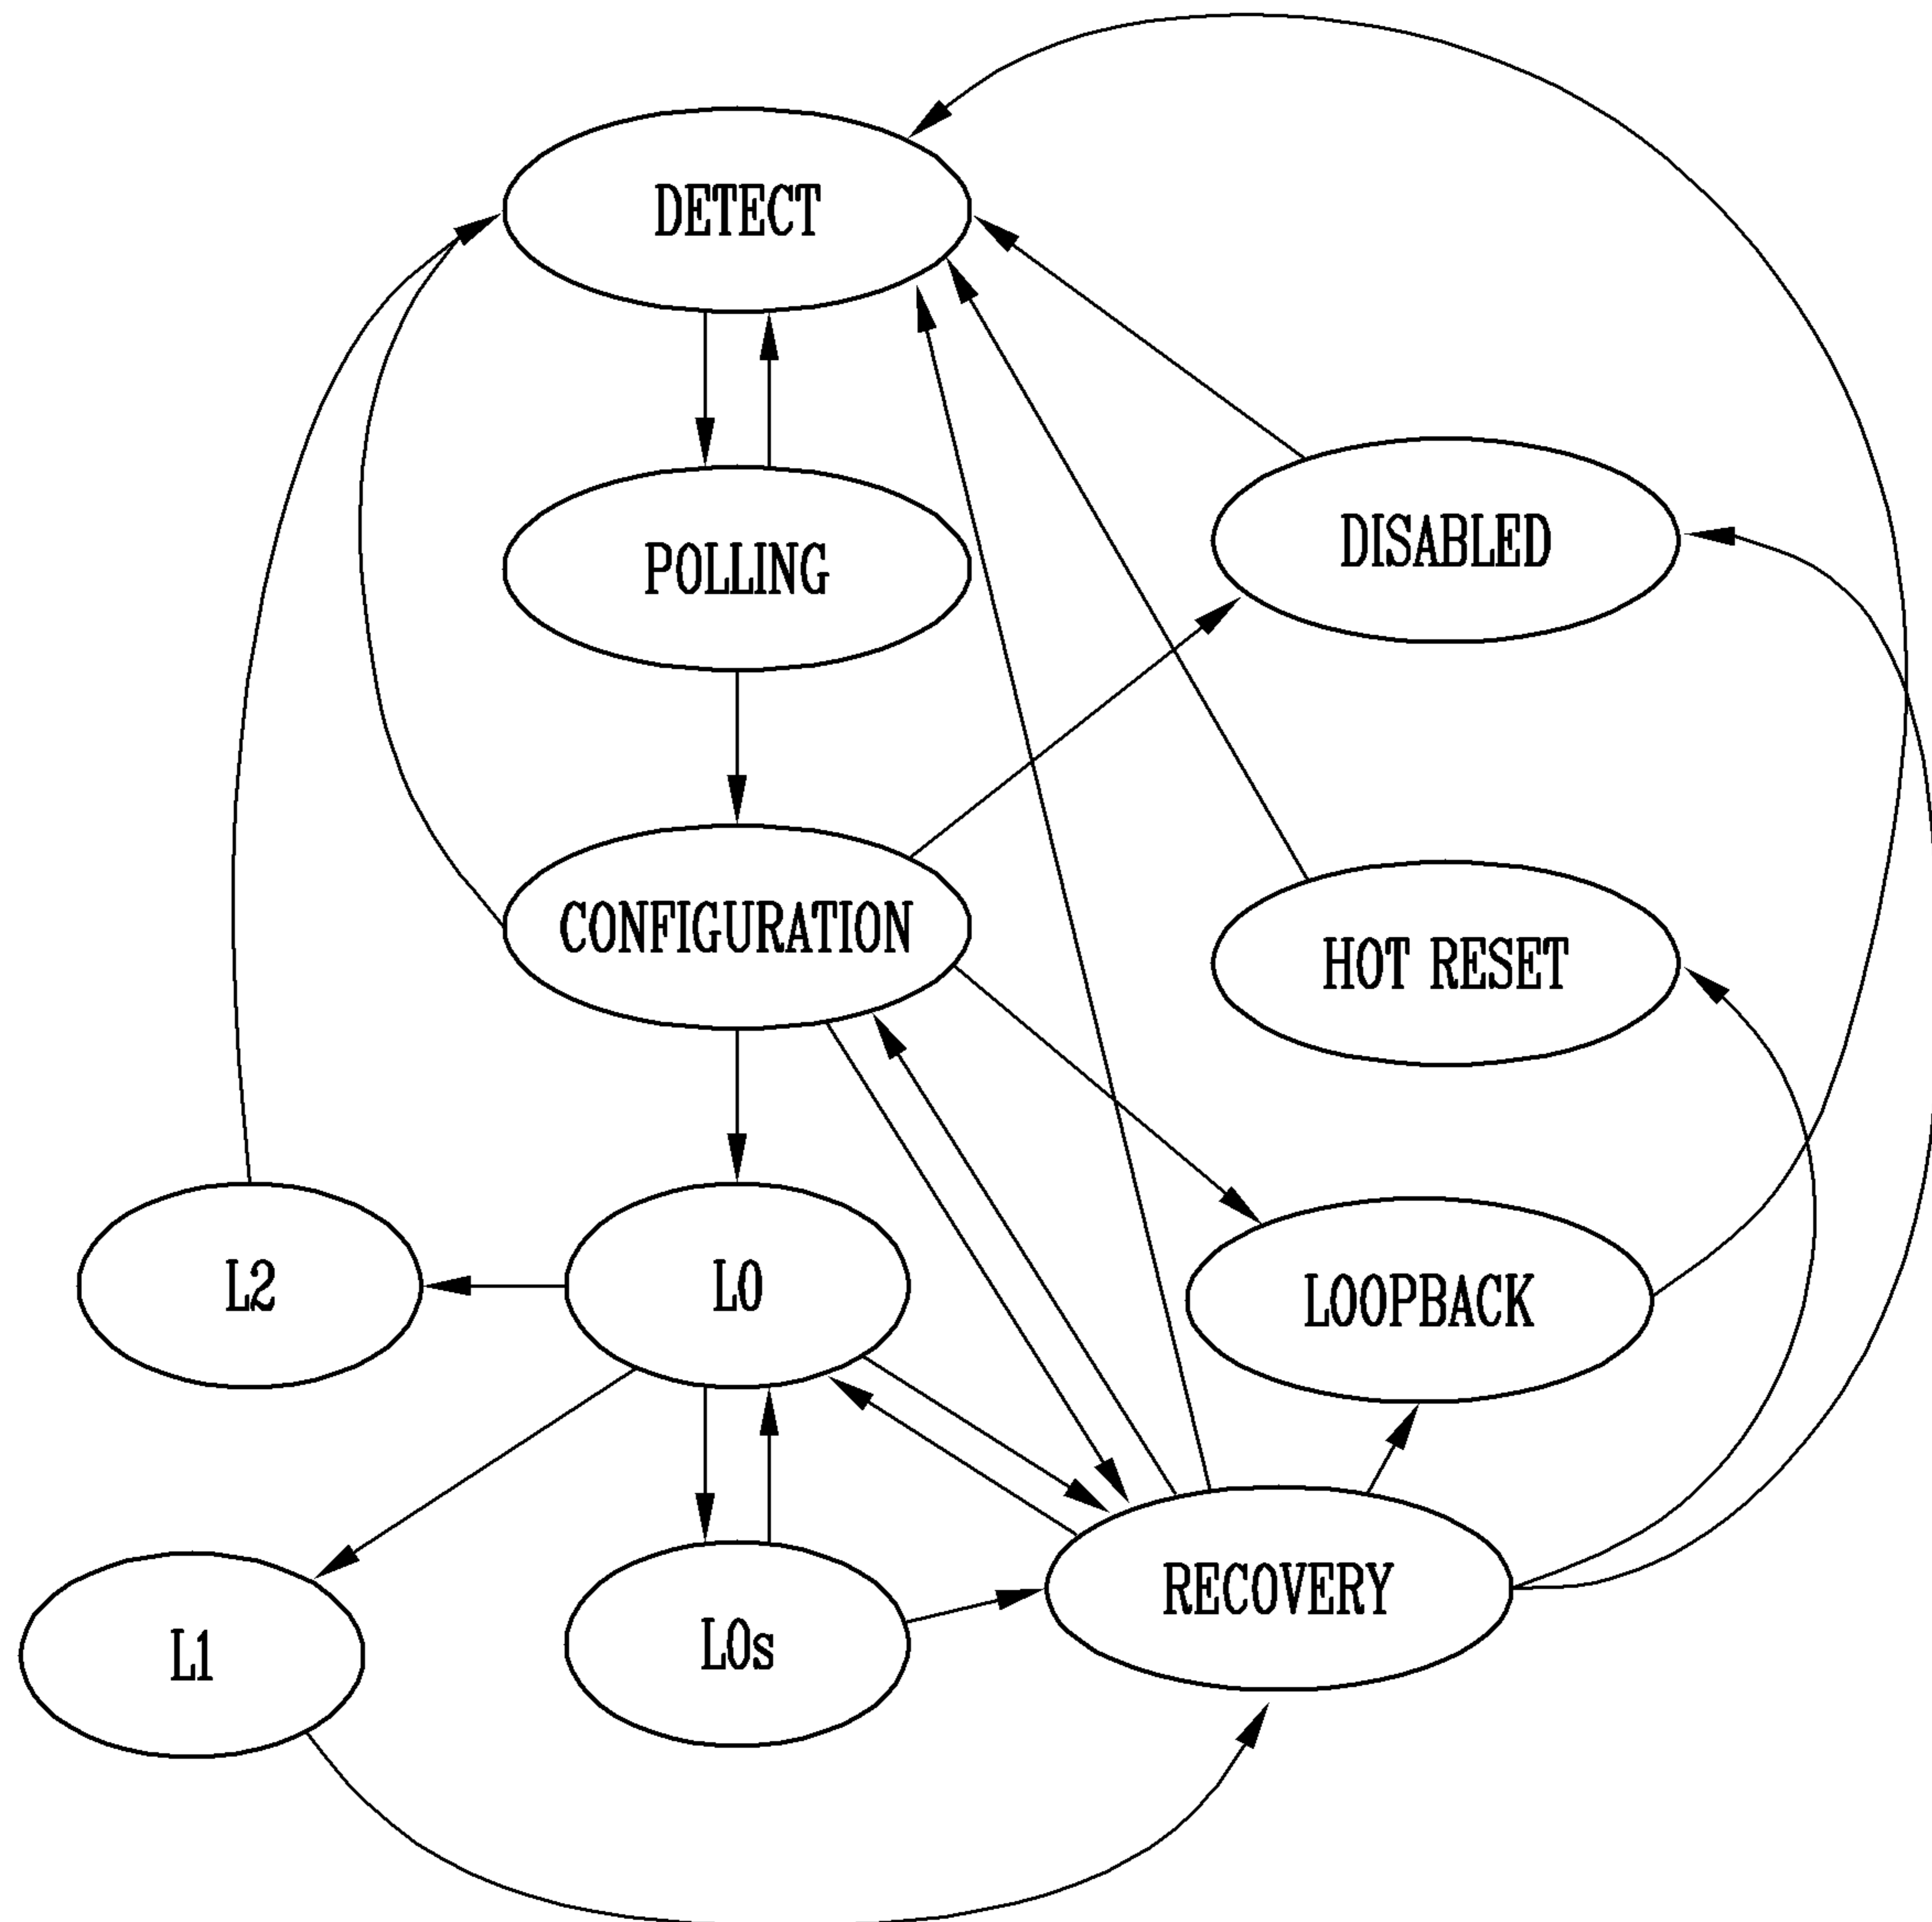 DETECT
POLLING
DISABLED
CONFIGURATION
HOT RESET
L2
L0
LOOPBACK
RECOVERY
L1
L0s